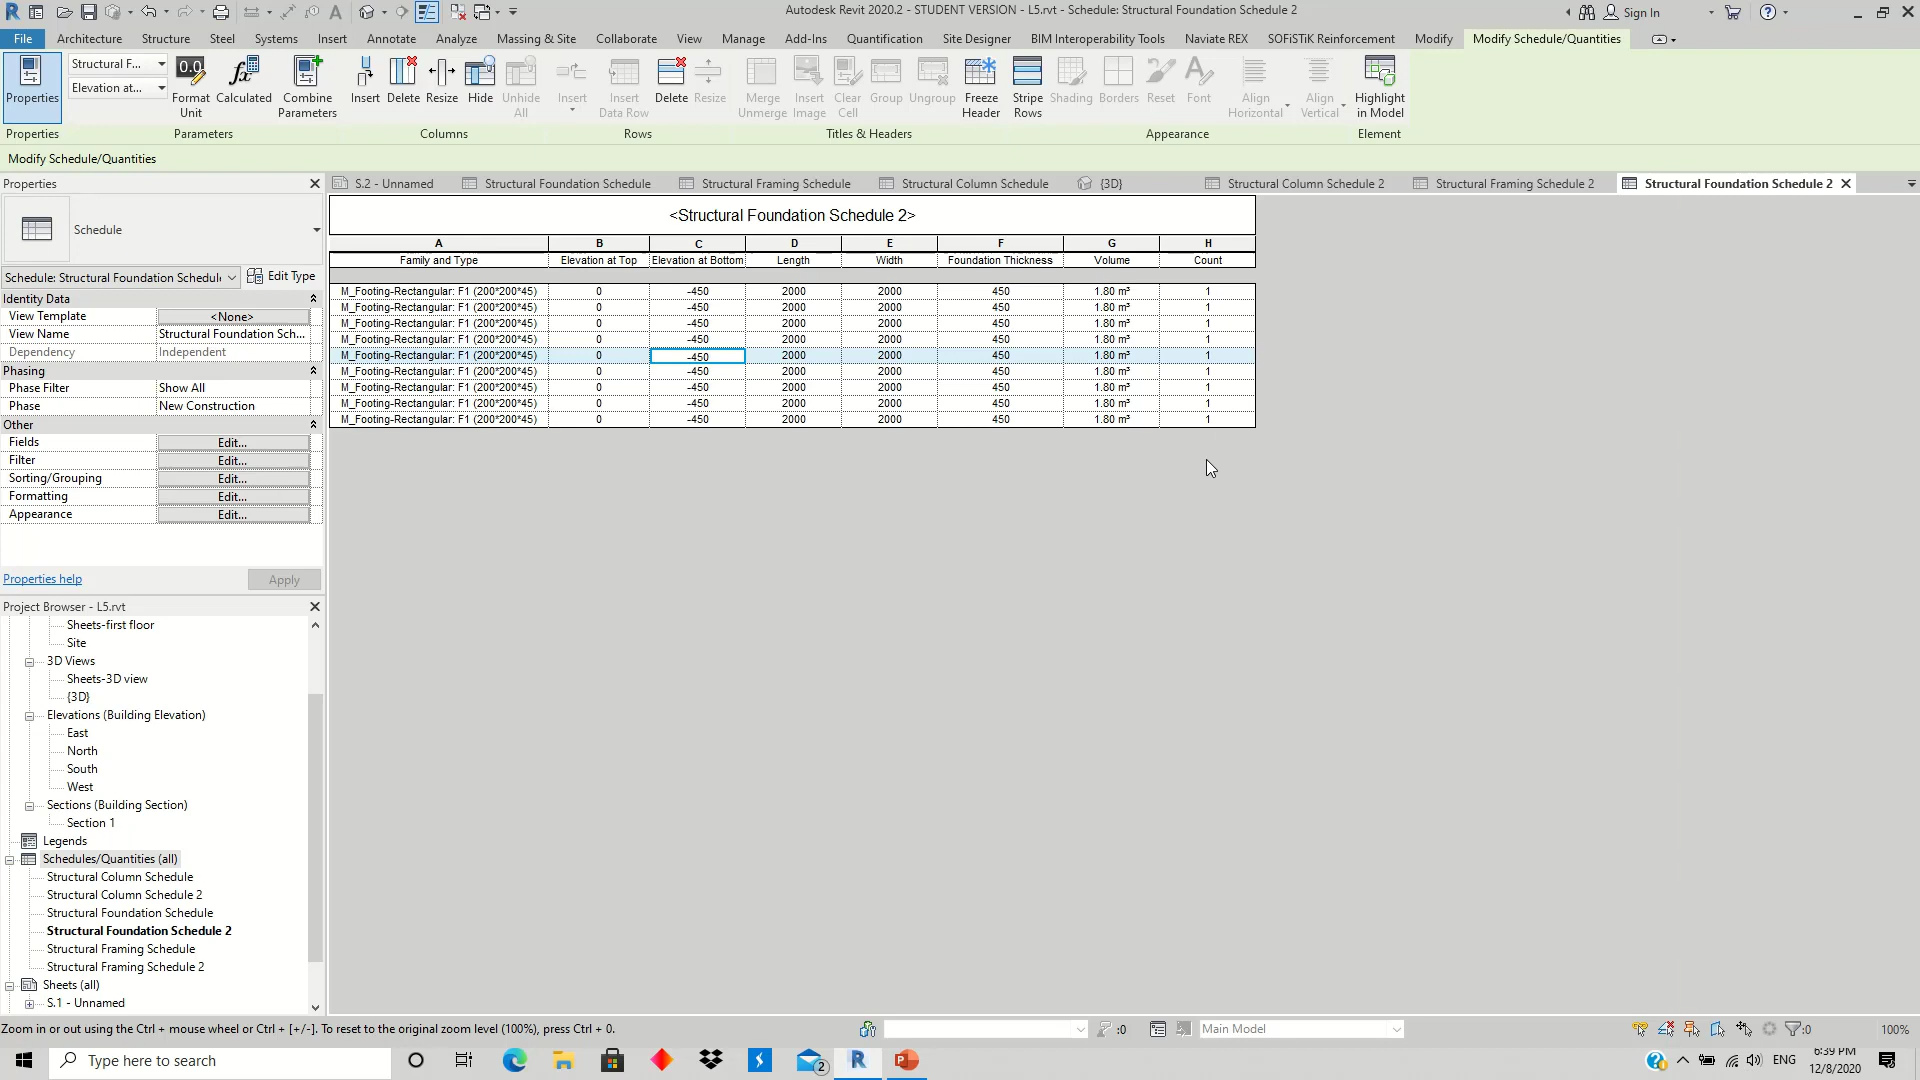 Autodesk Revit 2020.2 - STUDENT VERSION - L5.rvt - Schedule: Structural Foundation Schedule 2
Sign In
File Architecture Structure Steel Systems Insert Annotate Analyze Massing & Site Collaborate View Manage Add-Ins Quantification Site Designer BIM Interoperability Tools Naviate REX SOFiSTiK Reinforcement Modify Modify Schedule/Quantities
Structural F...
Elevation at...
Properties
Format Unit
Calculated
Combine Parameters
Insert
Delete
Resize
Hide
Unhide All
Insert
Insert Data Row
Delete
Resize
Merge Unmerge
Insert Image
Clear Cell
Group
Ungroup
Freeze Header
Stripe Rows
Shading
Borders
Reset
Font
Align Horizontal
Align Vertical
Highlight in Model
Properties Parameters Columns Rows Titles & Headers Appearance Element
Modify Schedule/Quantities
Properties
S.2 - Unnamed Structural Foundation Schedule Structural Framing Schedule Structural Column Schedule {3D} Structural Column Schedule 2 Structural Framing Schedule 2 Structural Foundation Schedule 2
Schedule
Schedule: Structural Foundation Schedul
Edit Type
Identity Data
View Template <None>
View Name Structural Foundation Sch...
Dependency Independent
Phasing
Phase Filter Show All
Phase New Construction
Other
Fields Edit...
Filter Edit...
Sorting/Grouping Edit...
Formatting Edit...
Appearance Edit...
Properties help
Apply
<Structural Foundation Schedule 2>
A B C D E F G H
Family and Type Elevation at Top Elevation at Bottom Length Width Foundation Thickness Volume Count
M_Footing-Rectangular: F1 (200*200*45) 0 -450 2000 2000 450 1.80 m³ 1
M_Footing-Rectangular: F1 (200*200*45) 0 -450 2000 2000 450 1.80 m³ 1
M_Footing-Rectangular: F1 (200*200*45) 0 -450 2000 2000 450 1.80 m³ 1
M_Footing-Rectangular: F1 (200*200*45) 0 -450 2000 2000 450 1.80 m³ 1
M_Footing-Rectangular: F1 (200*200*45) 0 -450 2000 2000 450 1.80 m³ 1
M_Footing-Rectangular: F1 (200*200*45) 0 -450 2000 2000 450 1.80 m³ 1
M_Footing-Rectangular: F1 (200*200*45) 0 -450 2000 2000 450 1.80 m³ 1
M_Footing-Rectangular: F1 (200*200*45) 0 -450 2000 2000 450 1.80 m³ 1
M_Footing-Rectangular: F1 (200*200*45) 0 -450 2000 2000 450 1.80 m³ 1
Project Browser - L5.rvt
Sheets-first floor
Site
3D Views
Sheets-3D view
{3D}
Elevations (Building Elevation)
East
North
South
West
Sections (Building Section)
Section 1
Legends
Schedules/Quantities (all)
Structural Column Schedule
Structural Column Schedule 2
Structural Foundation Schedule
Structural Foundation Schedule 2
Structural Framing Schedule
Structural Framing Schedule 2
Sheets (all)
S.1 - Unnamed
Zoom in or out using the Ctrl + mouse wheel or Ctrl + [+/-]. To reset to the original zoom level (100%), press Ctrl + 0.
:0
Main Model
:0
100%
Type here to search
2
ENG
6:39 PM
12/8/2020